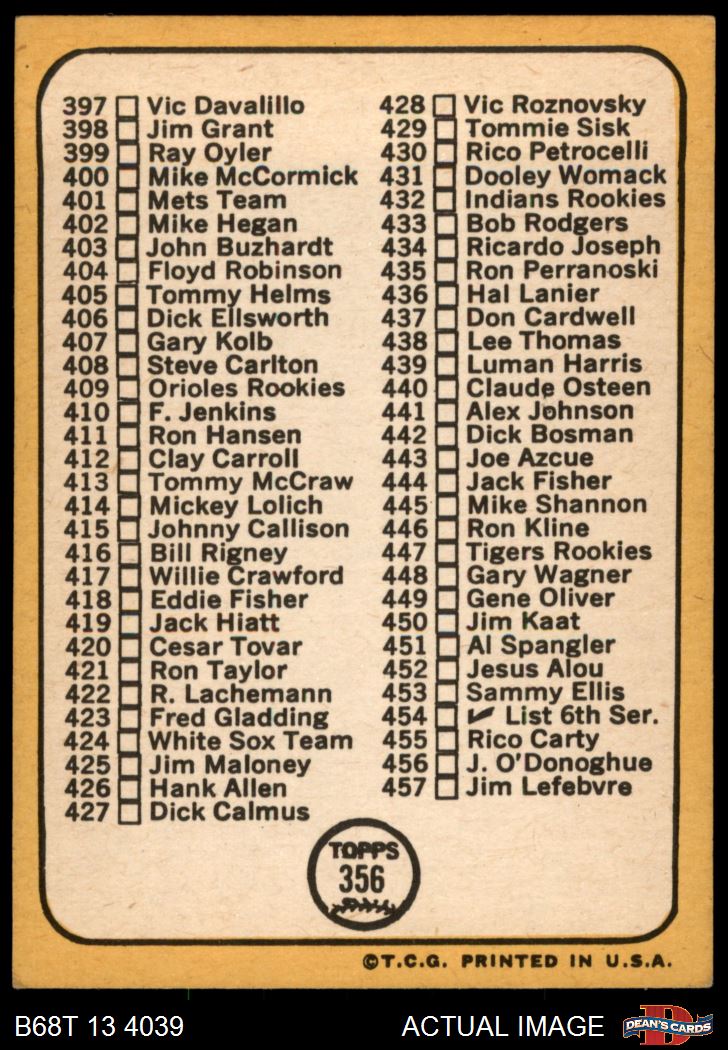 397 Vic Davalillo
398 Jim Grant
399 Ray Oyler
400 Mike McCormick
401 Mets Team
402 Mike Hegan
403 John Buzhardt
404 Floyd Robinson
405 Tommy Helms
406 Dick Ellsworth
407 Gary Kolb
408 Steve Carlton
409 Orioles Rookies
410 F. Jenkins
411 Ron Hansen
412 Clay Carroll
413 Tommy McCraw
414 Mickey Lolich
415 Johnny Callison
416 Bill Rigney
417 Willie Crawford
418 Eddie Fisher
419 Jack Hiatt
420 Cesar Tovar
421 Ron Taylor
422 R. Lachemann
423 Fred Gladding
424 White Sox Team
425 Jim Maloney
426 Hank Allen
427 Dick Calmus
428 Vic Roznovsky
429 Tommie Sisk
430 Rico Petrocelli
431 Dooley Womack
432 Indians Rookies
433 Bob Rodgers
434 Ricardo Joseph
435 Ron Perranoski
436 Hal Lanier
437 Don Cardwell
438 Lee Thomas
439 Luman Harris
440 Claude Osteen
441 Alex Johnson
442 Dick Bosman
443 Joe Azcue
444 Jack Fisher
445 Mike Shannon
446 Ron Kline
447 Tigers Rookies
448 Gary Wagner
449 Gene Oliver
450 Jim Kaat
451 Al Spangler
452 Jesus Alou
453 Sammy Ellis
454 ✔ List 6th Ser.
455 Rico Carty
456 J. O'Donoghue
457 Jim Lefebvre
TOPPS
356
©T.C.G. PRINTED IN U.S.A.
B68T 13 4039
ACTUAL IMAGE
DEAN'S CARDS